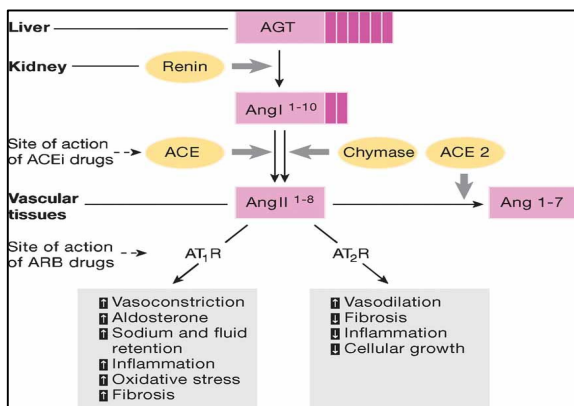 Liver
AGT
Kidney
Renin
AngI 1-10
Site of action
of ACEi drugs
ACE
Chymase
ACE 2
Vascular
tissues
AngII 1-8
Ang 1-7
Site of action
of ARB drugs
AT1R
AT2R
↑ Vasoconstriction
↑ Aldosterone
↑ Sodium and fluid
retention
↑ Inflammation
↑ Oxidative stress
↑ Fibrosis
↑ Vasodilation
↓ Fibrosis
↓ Inflammation
↓ Cellular growth